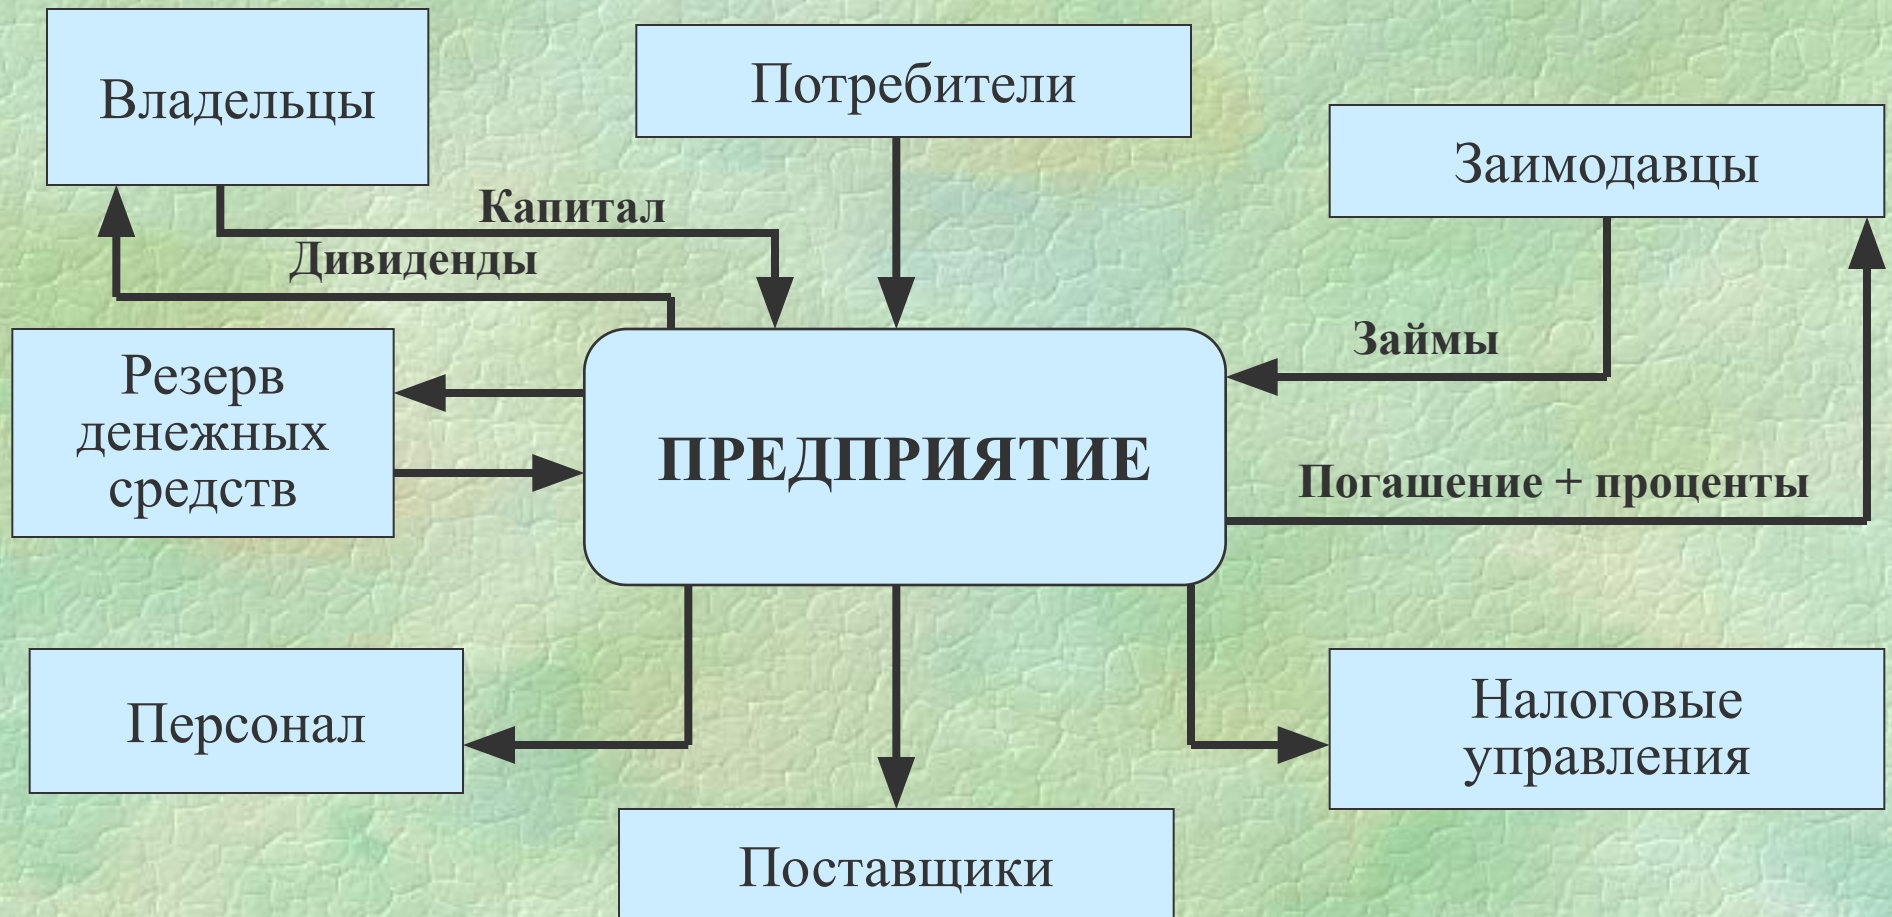 Владельцы
Потребители
Заимодавцы
Капитал
Дивиденды
Займы
Резерв
денежных
средств
ПРЕДПРИЯТИЕ
Погашение + проценты
Персонал
Налоговые
управления
Поставщики